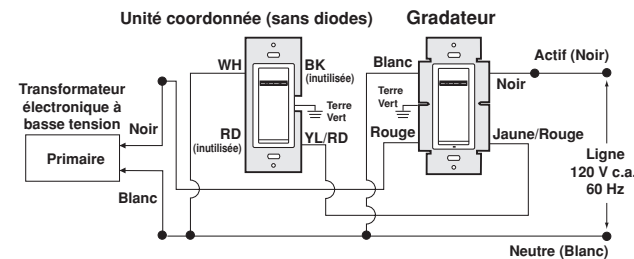 Unité coordonnée (sans diodes)
Gradateur
WH
BK
(inutilisée)
Terre
Vert
RD
(inutilisée)
YL/RD
Blanc
Actif (Noir)
Noir
Terre
Vert
Rouge
Jaune/Rouge
Transformateur
électronique à
basse tension
Noir
Primaire
Blanc
Ligne
120 V c.a.
60 Hz
Neutre (Blanc)